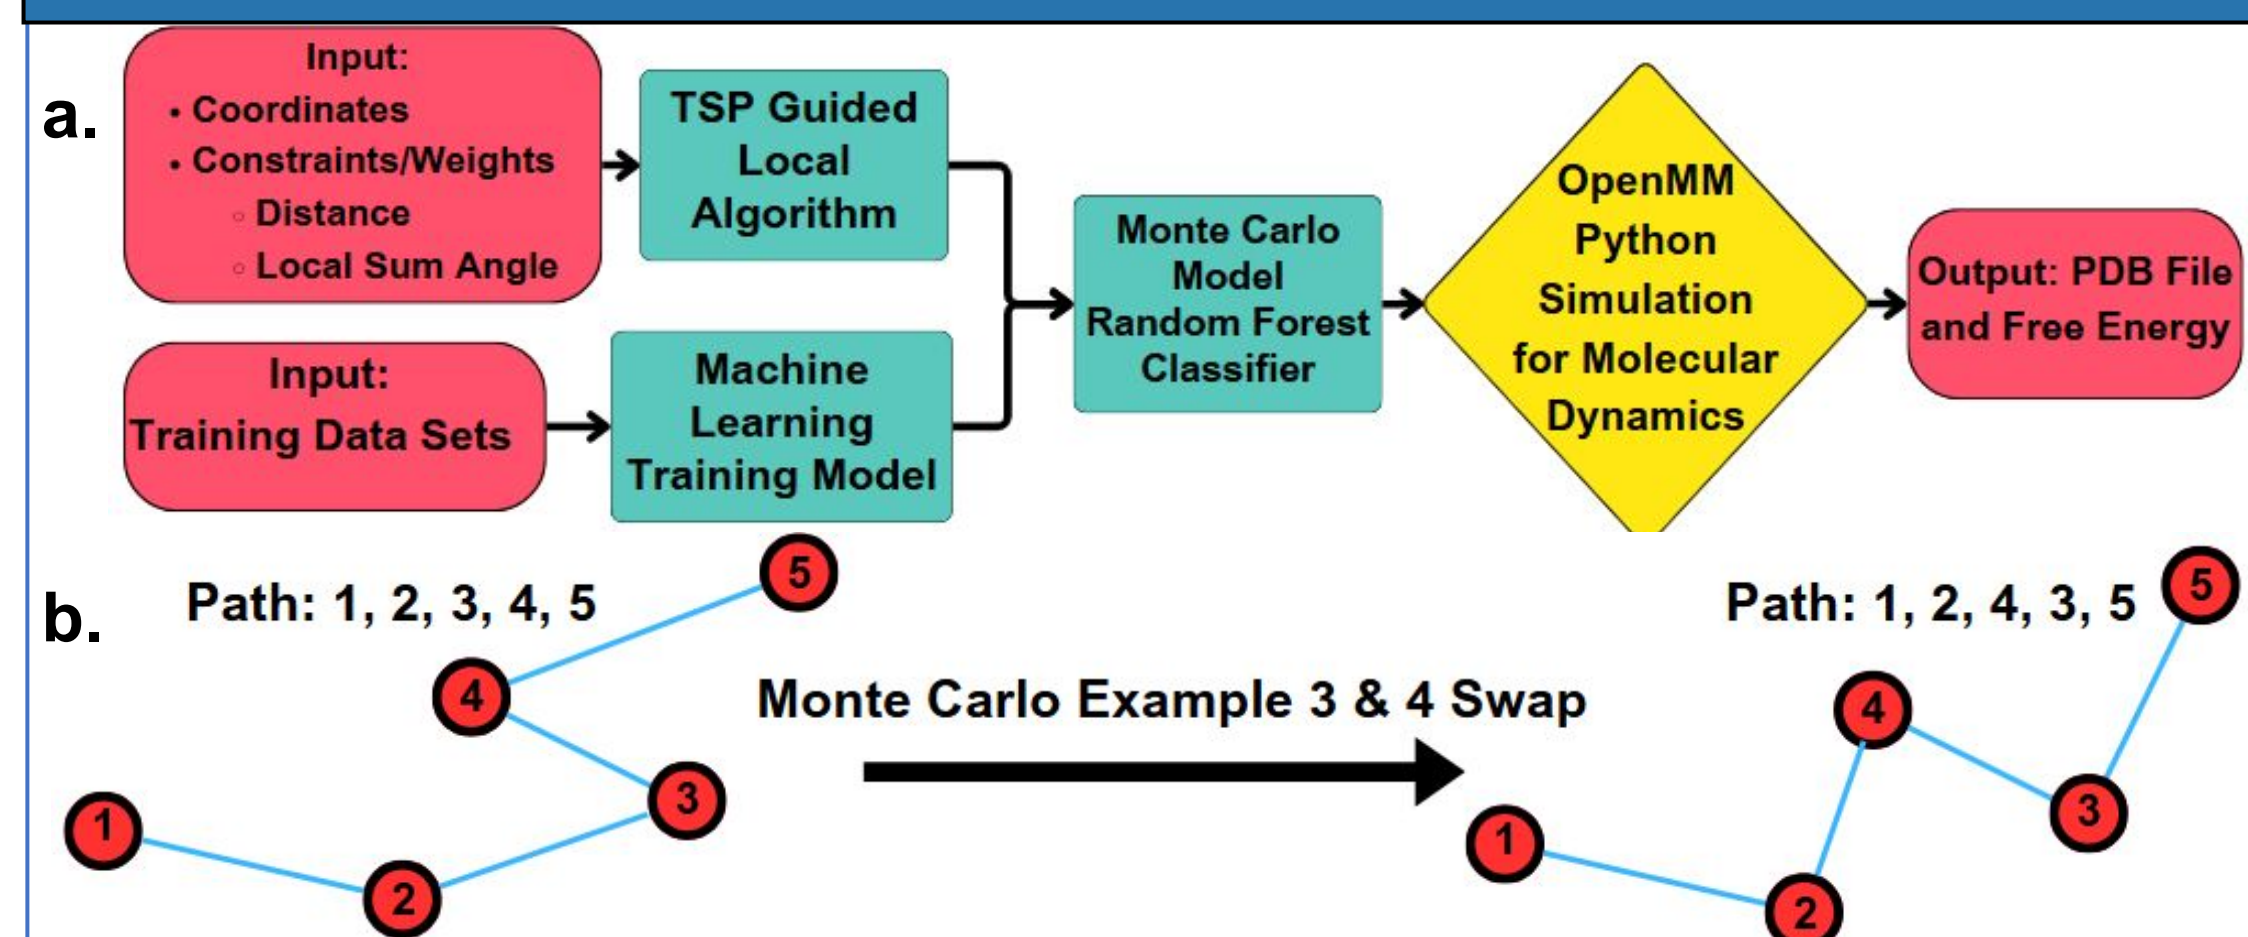 a.
Input:
• Coordinates
• Constraints/Weights
○ Distance
○ Local Sum Angle
TSP Guided
Local
Algorithm
Input:
Training Data Sets
Machine
Learning
Training Model
Monte Carlo
Model
Random Forest
Classifier
OpenMM
Python
Simulation
for Molecular
Dynamics
Output: PDB File
and Free Energy
b.
Path: 1, 2, 3, 4, 5
5
4
3
1
2
Monte Carlo Example 3 & 4 Swap
Path: 1, 2, 4, 3, 5
5
4
3
1
2